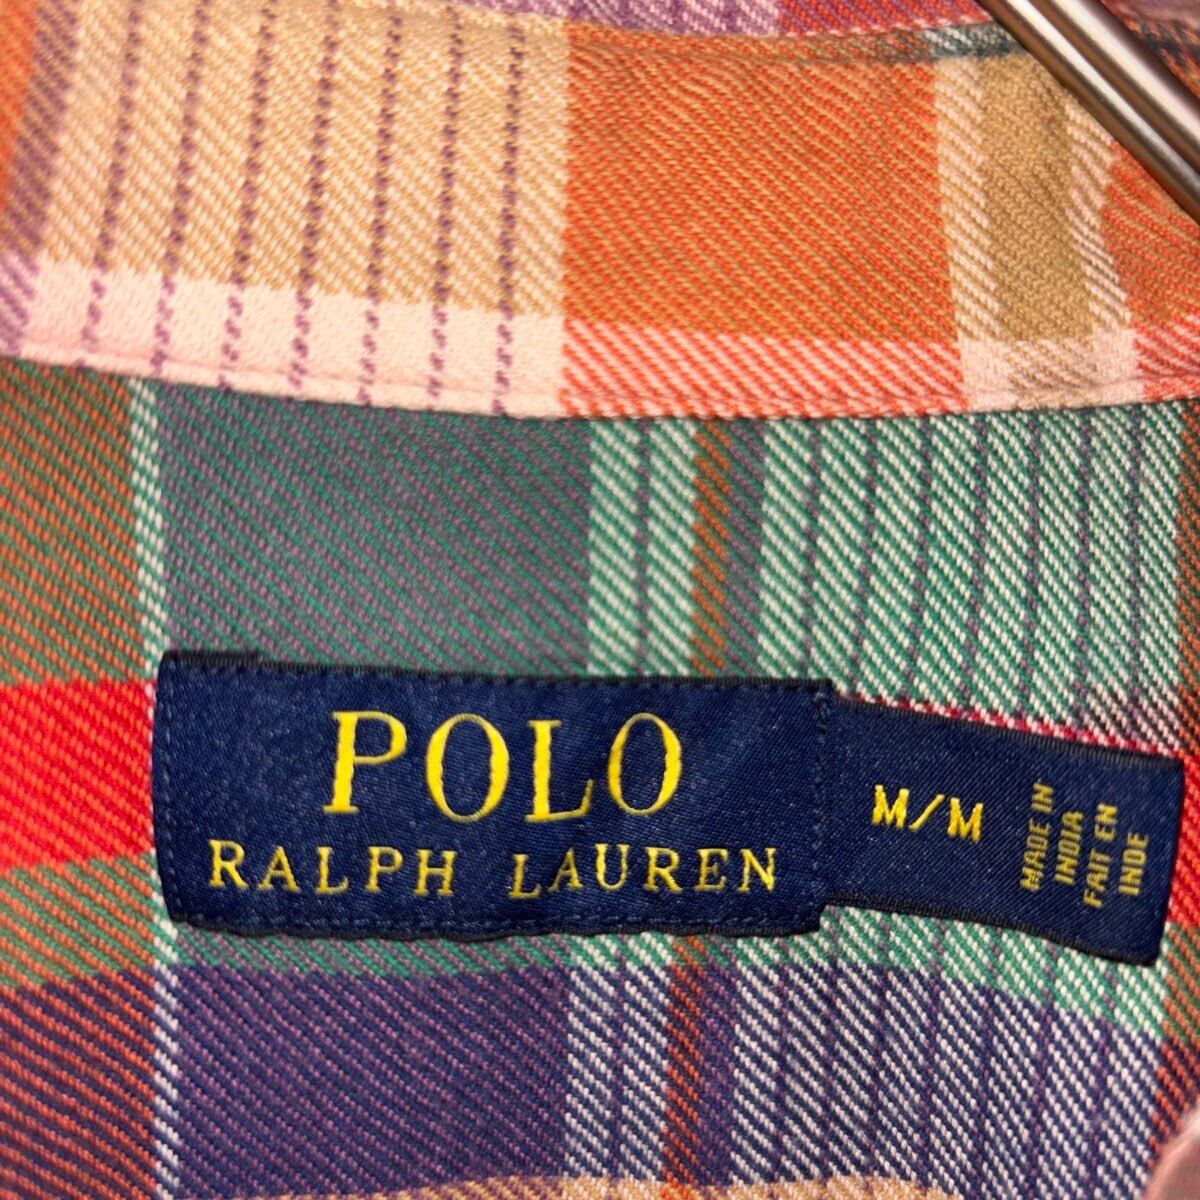 POLO
RALPH LAUREN
M/M
MADE IN
INDIA
FAIT EN
INDE